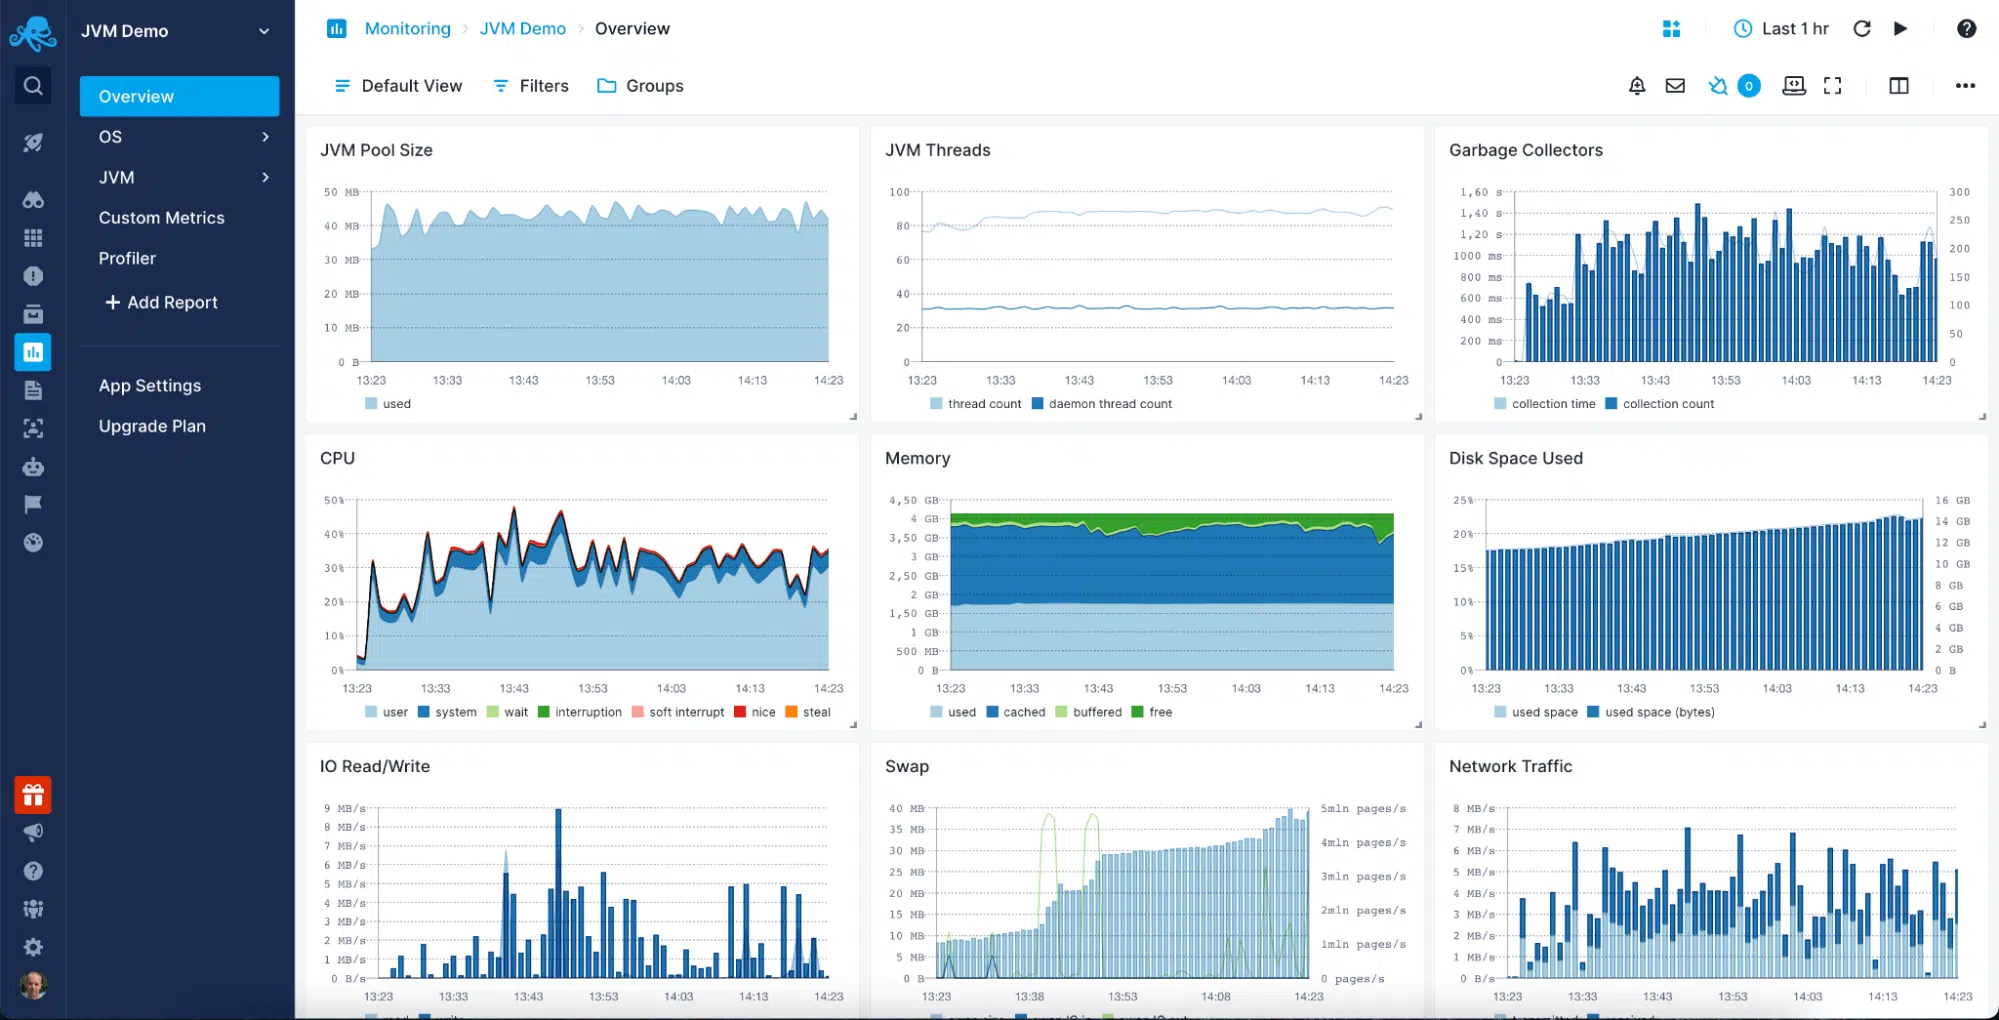 JVM Demo
Overview
OS
JVM
Custom Metrics
Profiler
+ Add Report
App Settings
Upgrade Plan
Monitoring > JVM Demo > Overview
Last 1 hr
Default View Filters Groups
0
JVM Pool Size
50 MB
40 MB
30 MB
20 MB
10 MB
0 B
13:23 13:33 13:43 13:53 14:03 14:13 14:23
used
JVM Threads
100
80
60
40
20
0
13:23 13:33 13:43 13:53 14:03 14:13 14:23
thread count daemon thread count
Garbage Collectors
1,60 s 300
1,40 s 250
1,20 s 200
1000 ms 150
800 ms 100
600 ms 50
400 ms 0
200 ms
0
13:23 13:33 13:43 13:53 14:03 14:13 14:23
collection time collection count
CPU
50%
40%
30%
20%
10%
0%
13:23 13:33 13:43 13:53 14:03 14:13 14:23
user system wait interruption soft interrupt nice steal
Memory
4,50 GB
4 GB
3,50 GB
3 GB
2,50 GB
2 GB
1,50 GB
1 GB
500 MB
0 B
13:23 13:33 13:43 13:53 14:03 14:13 14:23
used cached buffered free
Disk Space Used
25% 16 GB
20% 14 GB
15% 12 GB
10% 10 GB
5% 8 GB
0% 6 GB
4 GB
2 GB
0 B
13:23 13:33 13:43 13:53 14:03 14:13 14:23
used space used space (bytes)
IO Read/Write
9 MB/s
8 MB/s
7 MB/s
6 MB/s
5 MB/s
4 MB/s
3 MB/s
2 MB/s
1 MB/s
0 B/s
13:23 13:33 13:43 13:53 14:03 14:13 14:23
Swap
40 MB 5mln pages/s
35 MB 4mln pages/s
30 MB 3mln pages/s
25 MB 2mln pages/s
20 MB 1mln pages/s
15 MB 0 pages/s
10 MB
5 MB
0 B
13:23 13:38 13:53 14:08 14:23
Network Traffic
8 MB/s
7 MB/s
6 MB/s
5 MB/s
4 MB/s
3 MB/s
2 MB/s
1 MB/s
0 B/s
13:23 13:33 13:43 13:53 14:03 14:13 14:23